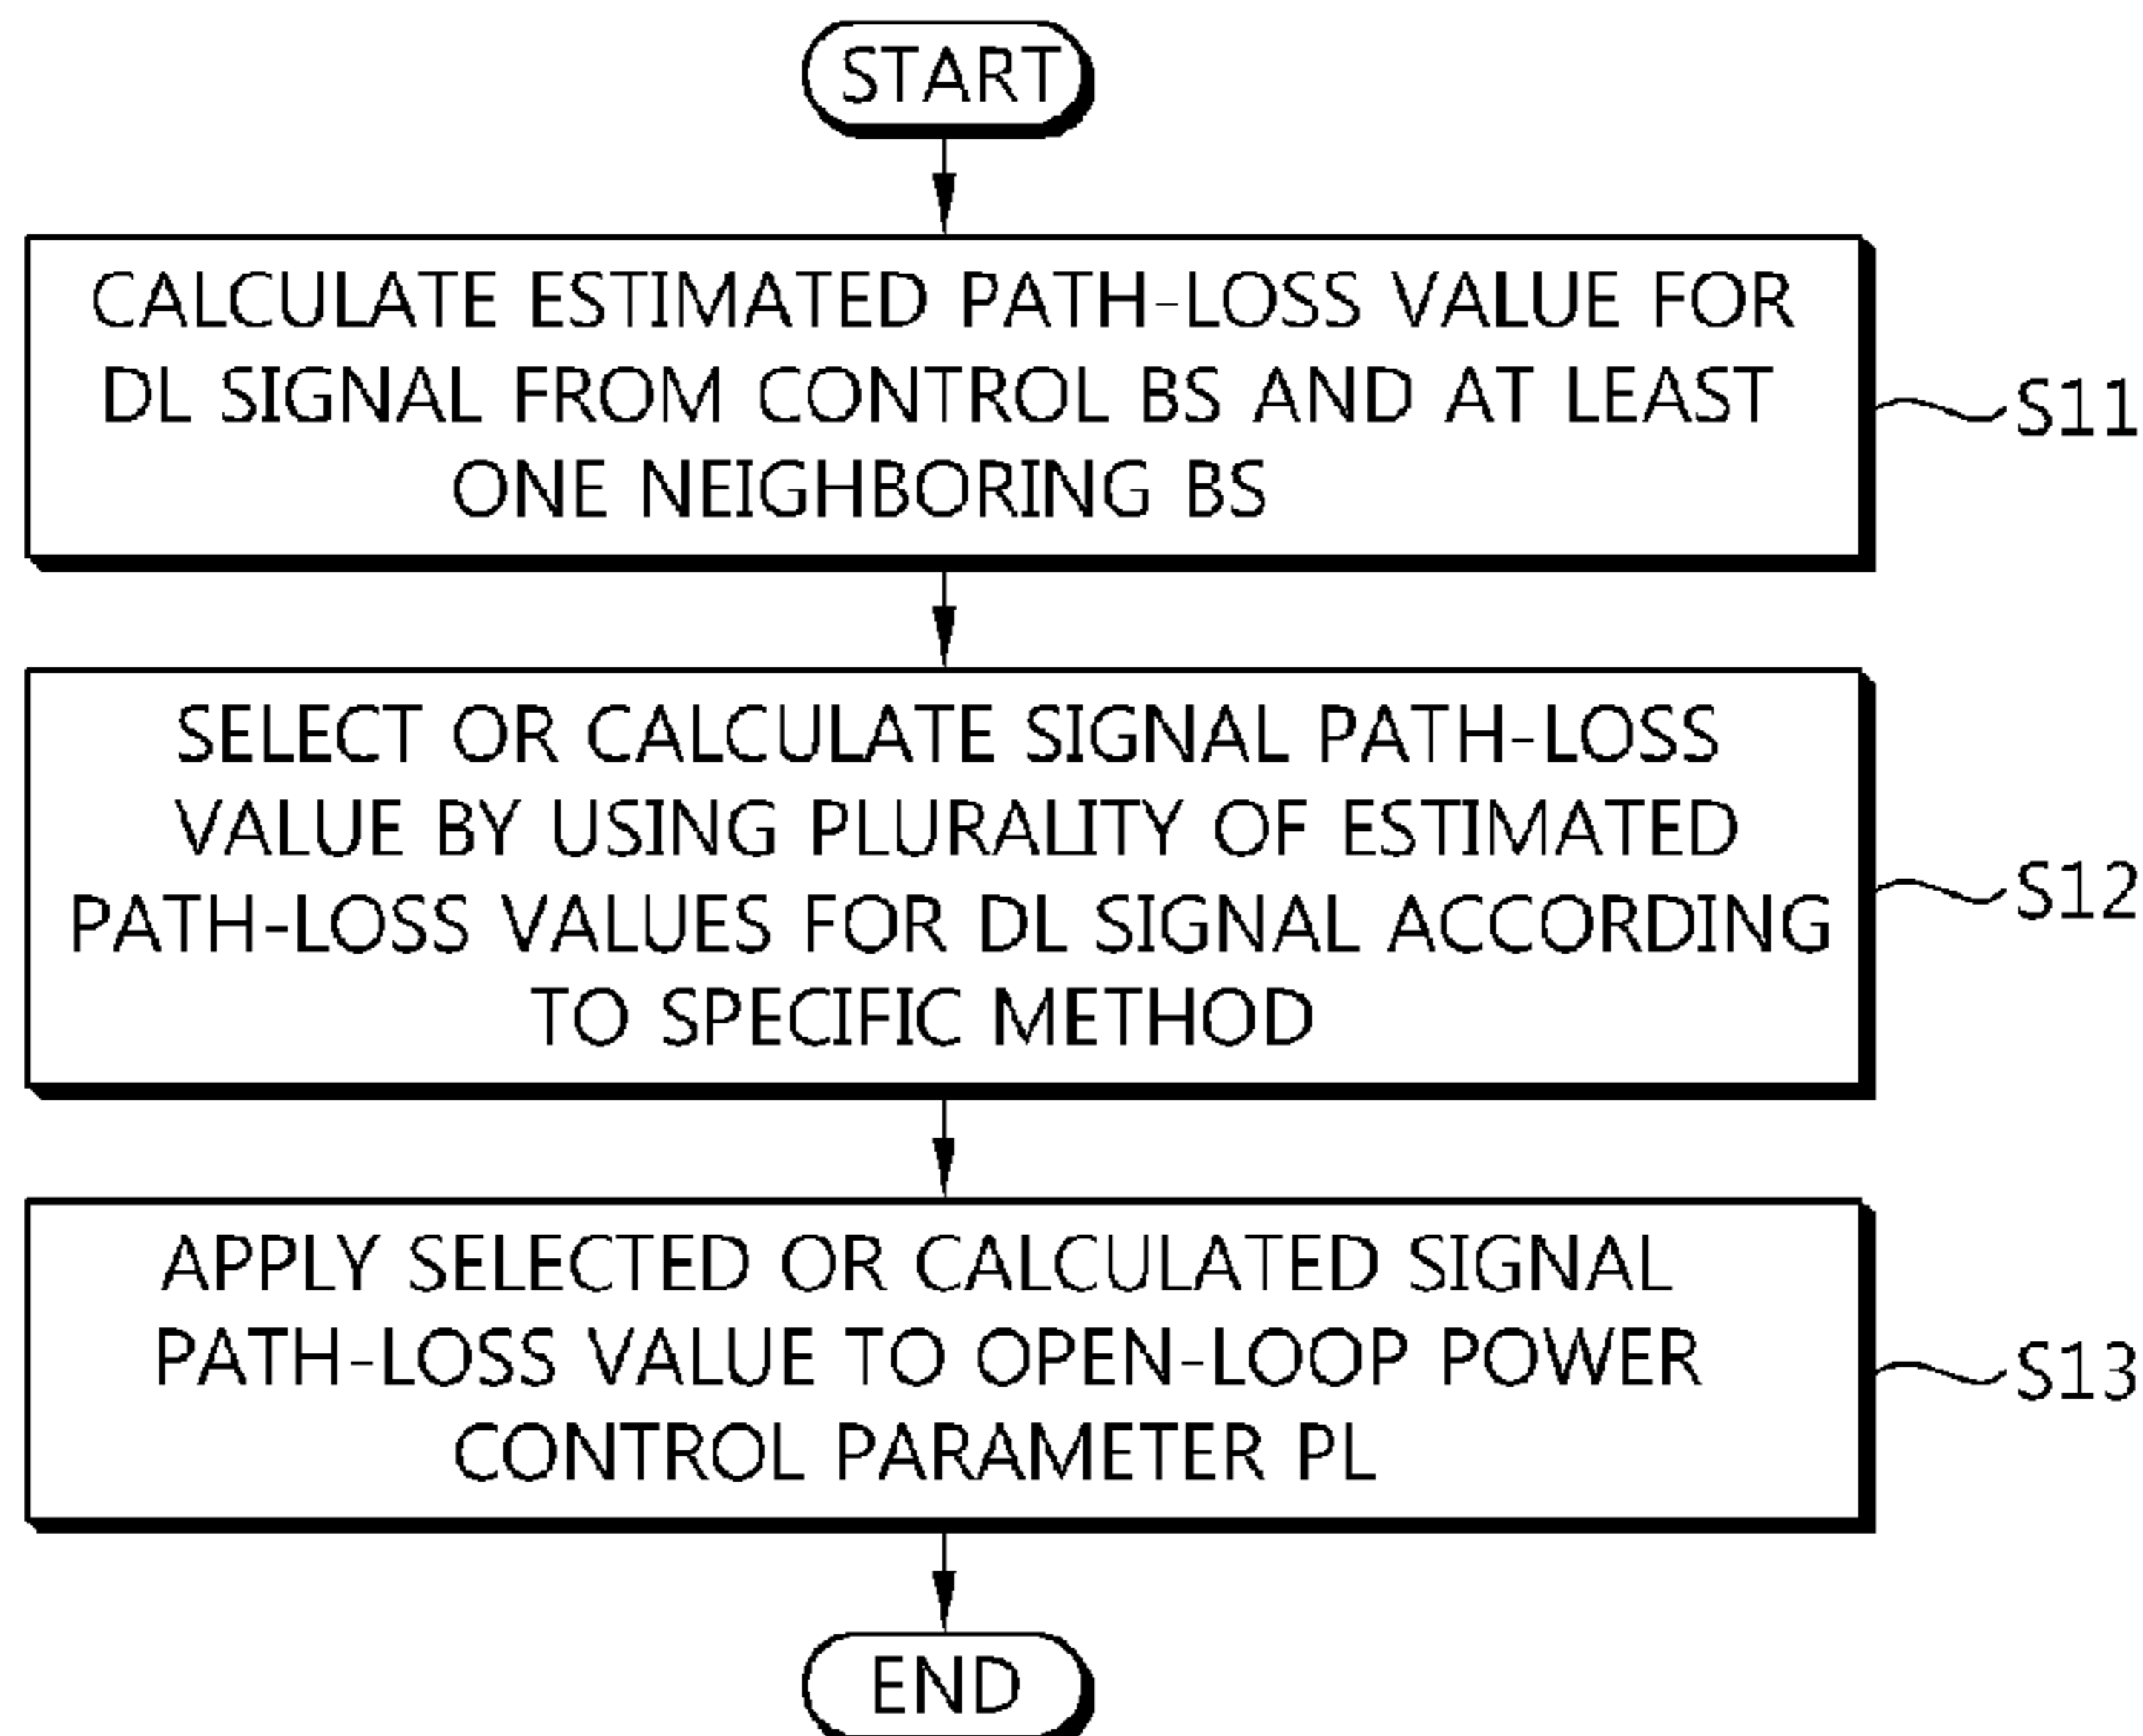 START
CALCULATE ESTIMATED PATH-LOSS VALUE FOR
DL SIGNAL FROM CONTROL BS AND AT LEAST
ONE NEIGHBORING BS
S11
SELECT OR CALCULATE SIGNAL PATH-LOSS
VALUE BY USING PLURALITY OF ESTIMATED
PATH-LOSS VALUES FOR DL SIGNAL ACCORDING
TO SPECIFIC METHOD
S12
APPLY SELECTED OR CALCULATED SIGNAL
PATH-LOSS VALUE TO OPEN-LOOP POWER
CONTROL PARAMETER PL
S13
END